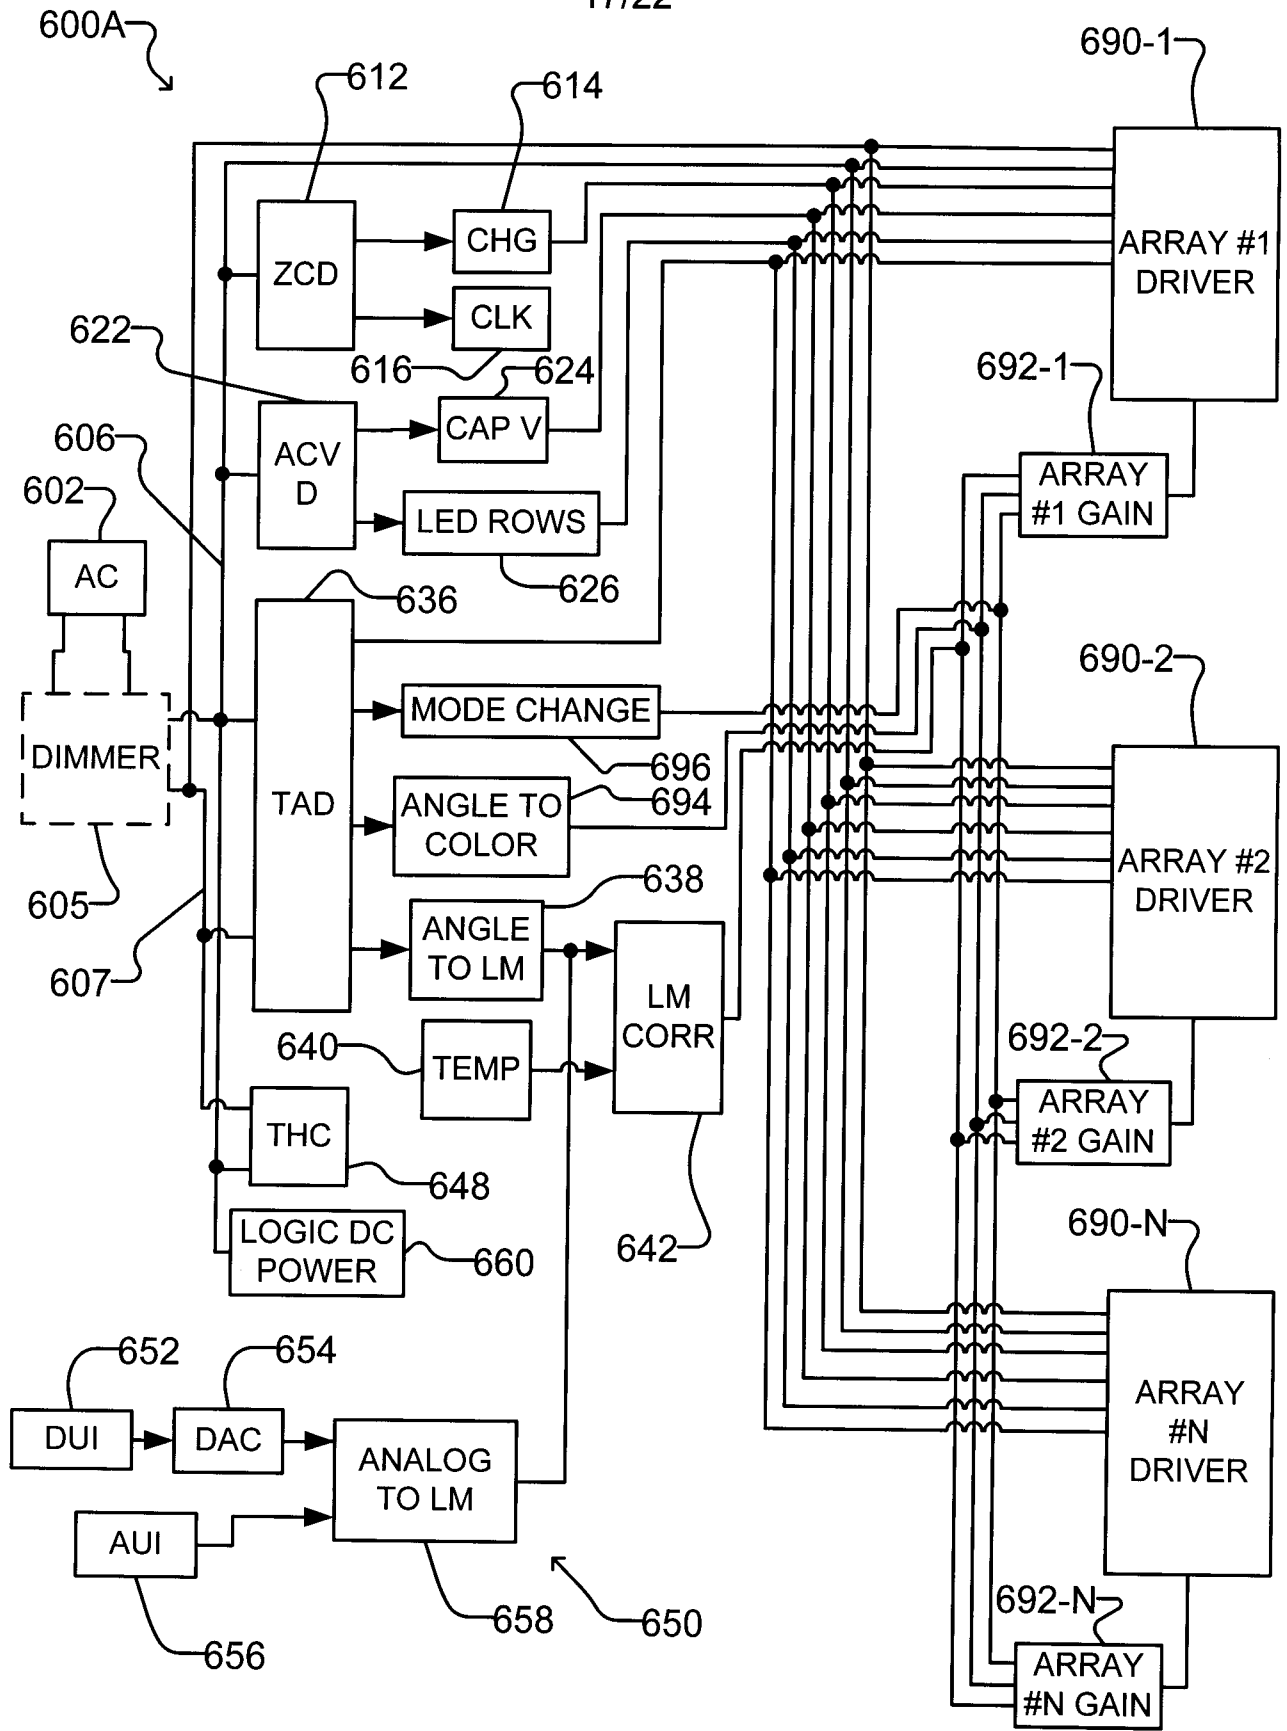 17/22
600A
690-1
612
614
CHG
ZCD
ARRAY #1
DRIVER
CLK
622
616
624
692-1
606
ACV
D
CAP V
602
ARRAY
#1 GAIN
LED ROWS
AC
626
636
690-2
MODE CHANGE
DIMMER
696
TAD
ANGLE TO
COLOR
694
ARRAY #2
DRIVER
605
638
ANGLE
TO LM
607
LM
CORR
640
TEMP
692-2
ARRAY
#2 GAIN
THC
648
690-N
LOGIC DC
POWER
660
642
652
654
ARRAY
#N
DRIVER
DUI
DAC
ANALOG
TO LM
AUI
692-N
658
650
656
ARRAY
#N GAIN